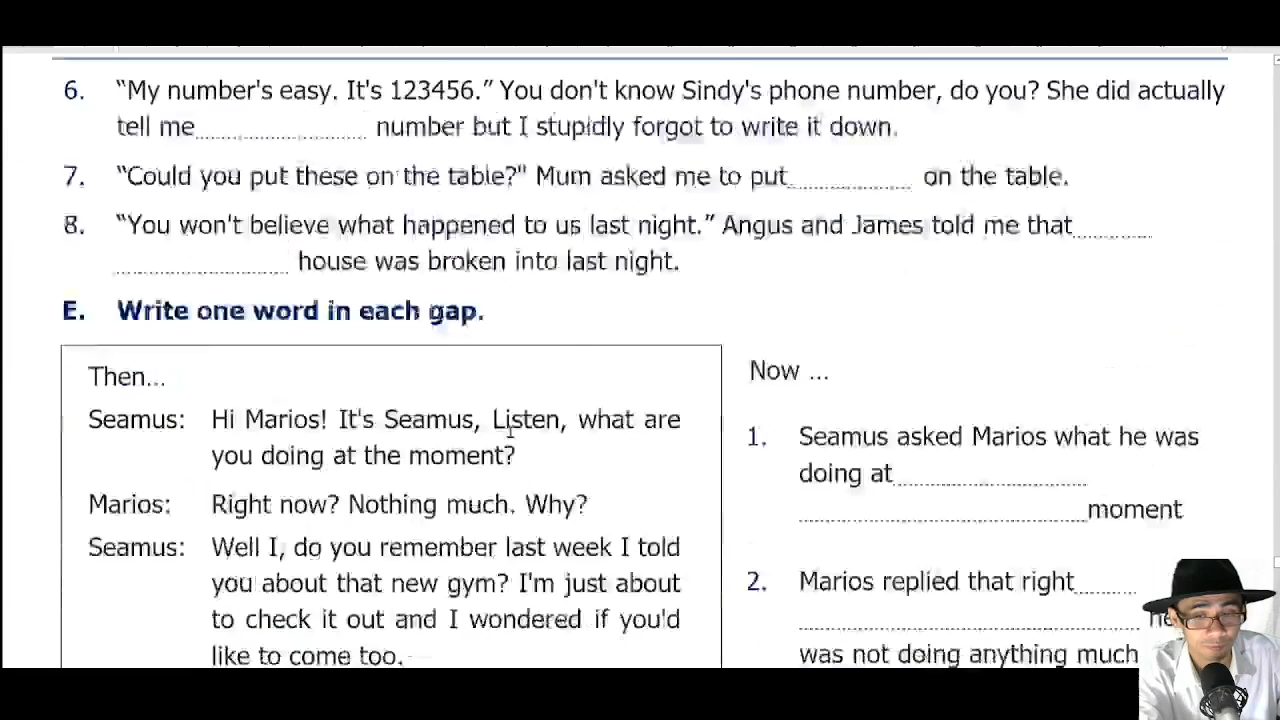 6. “My number's easy. It's 123456.” You don't know Sindy's phone number, do you? She did actually
tell me.......................... number but I stupidly forgot to write it down.
7. “Could you put these on the table?" Mum asked me to put................... on the table.
8. “You won't believe what happened to us last night.” Angus and James told me that............
.......................... house was broken into last night.
E. Write one word in each gap.
Then...
Seamus: Hi Marios! It's Seamus, Listen, what are
you doing at the moment?
Marios: Right now? Nothing much. Why?
Seamus: Well I, do you remember last week I told
you about that new gym? I'm just about
to check it out and I wondered if you'd
like to come too.
Now ...
1. Seamus asked Marios what he was
doing at..............................
............................................moment
2. Marios replied that right..........
.................................................... he
was not doing anything much